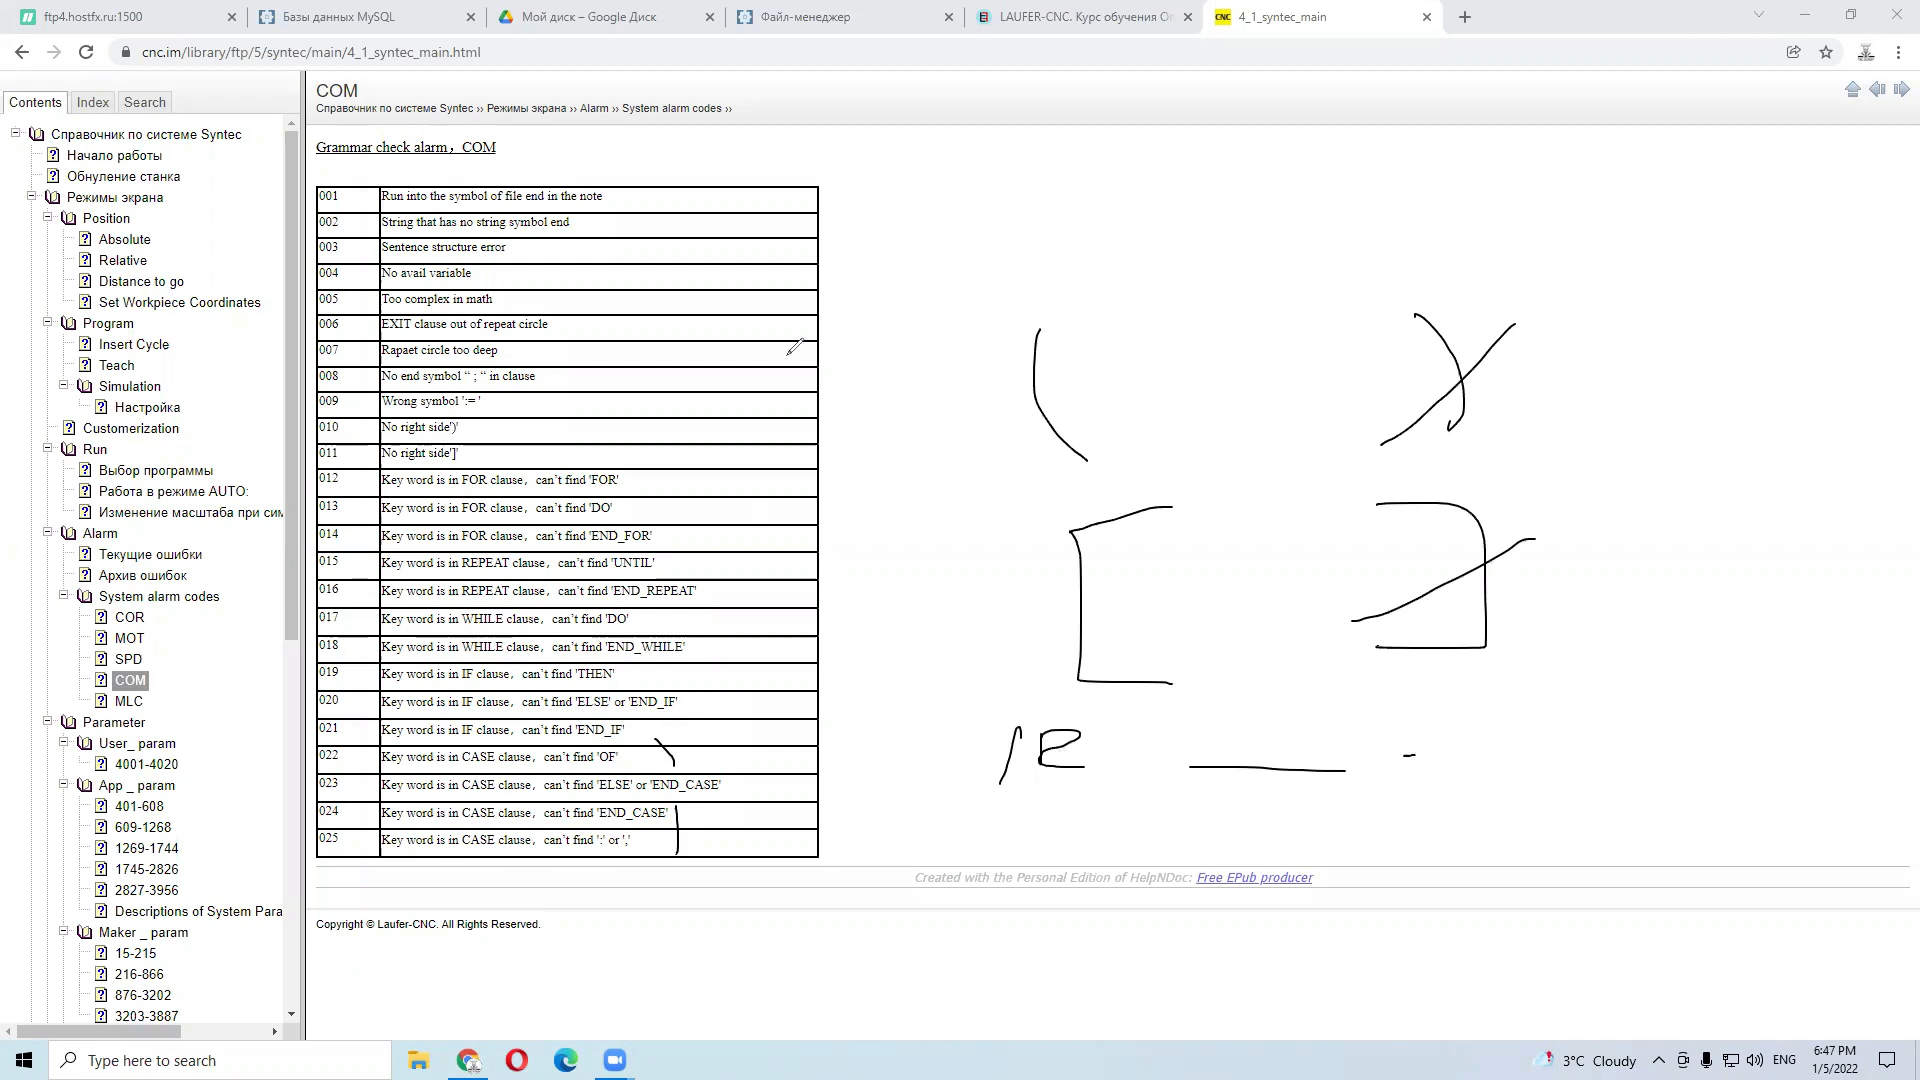 ftp4.hostfx.ru:1500
Базы данных MySQL
Мой диск – Google Диск
Файл-менеджер
LAUFER-CNC. Курс обучения Оп
CNC 4_1_syntec_main
cnc.im/library/ftp/5/syntec/main/4_1_syntec_main.html
Contents Index Search
Справочник по системе Syntec
Начало работы
Обнуление станка
Режимы экрана
Position
Absolute
Relative
Distance to go
Set Workpiece Coordinates
Program
Insert Cycle
Teach
Simulation
Настройка
Customerization
Run
Выбор программы
Работа в режиме AUTO:
Изменение масштаба при сим
Alarm
Текущие ошибки
Архив ошибок
System alarm codes
COR
MOT
SPD
COM
MLC
Parameter
User_ param
4001-4020
App _ param
401-608
609-1268
1269-1744
1745-2826
2827-3956
Descriptions of System Para
Maker _ param
15-215
216-866
876-3202
3203-3887
COM
Справочник по системе Syntec ›› Режимы экрана ›› Alarm ›› System alarm codes ››
Grammar check alarm，COM
001 Run into the symbol of file end in the note
002 String that has no string symbol end
003 Sentence structure error
004 No avail variable
005 Too complex in math
006 EXIT clause out of repeat circle
007 Rapaet circle too deep
008 No end symbol “ ; “ in clause
009 Wrong symbol ':= '
010 No right side')'
011 No right side']'
012 Key word is in FOR clause，can’t find 'FOR'
013 Key word is in FOR clause，can’t find 'DO'
014 Key word is in FOR clause，can’t find 'END_FOR'
015 Key word is in REPEAT clause，can’t find 'UNTIL'
016 Key word is in REPEAT clause，can’t find 'END_REPEAT'
017 Key word is in WHILE clause，can’t find 'DO'
018 Key word is in WHILE clause，can’t find 'END_WHILE'
019 Key word is in IF clause，can’t find 'THEN'
020 Key word is in IF clause，can’t find 'ELSE' or 'END_IF'
021 Key word is in IF clause，can’t find 'END_IF'
022 Key word is in CASE clause，can’t find 'OF'
023 Key word is in CASE clause，can’t find 'ELSE' or 'END_CASE'
024 Key word is in CASE clause，can’t find 'END_CASE'
025 Key word is in CASE clause，can’t find ':' or ','
Created with the Personal Edition of HelpNDoc: Free EPub producer
Copyright © Laufer-CNC. All Rights Reserved.
Type here to search
3°C Cloudy
ENG
6:47 PM
1/5/2022